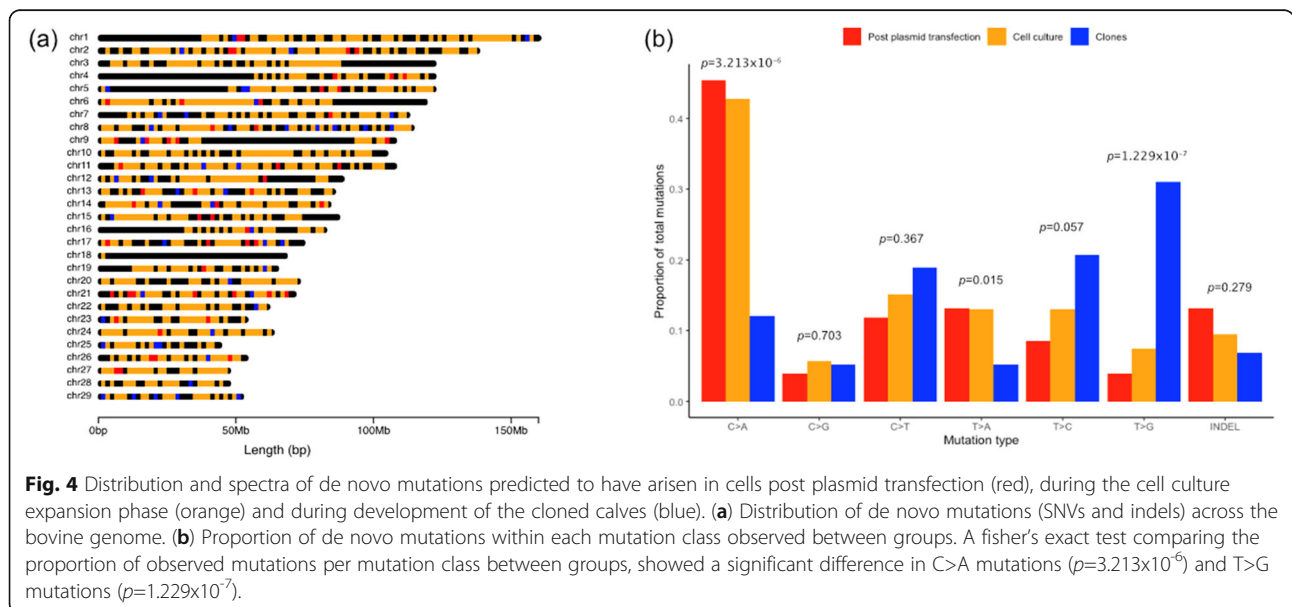 (a)
chr1
chr2
chr3
chr4
chr5
chr6
chr7
chr8
chr9
chr10
chr11
chr12
chr13
chr14
chr15
chr16
chr17
chr18
chr19
chr20
chr21
chr22
chr23
chr24
chr25
chr26
chr27
chr28
chr29
0bp 50Mb 100Mb 150Mb
Length (bp)
(b)
Post plasmid transfection Cell culture Clones
p=3.213x10⁻⁶
p=0.703
p=0.367
p=0.015
p=0.057
p=1.229x10⁻⁷
p=0.279
Proportion of total mutations
0.4
0.3
0.2
0.1
0.0
C>A C>G C>T T>A T>C T>G INDEL
Mutation type
Fig. 4 Distribution and spectra of de novo mutations predicted to have arisen in cells post plasmid transfection (red), during the cell culture
expansion phase (orange) and during development of the cloned calves (blue). (a) Distribution of de novo mutations (SNVs and indels) across the
bovine genome. (b) Proportion of de novo mutations within each mutation class observed between groups. A fisher's exact test comparing the
proportion of observed mutations per mutation class between groups, showed a significant difference in C>A mutations (p=3.213x10⁻⁶) and T>G
mutations (p=1.229x10⁻⁷).